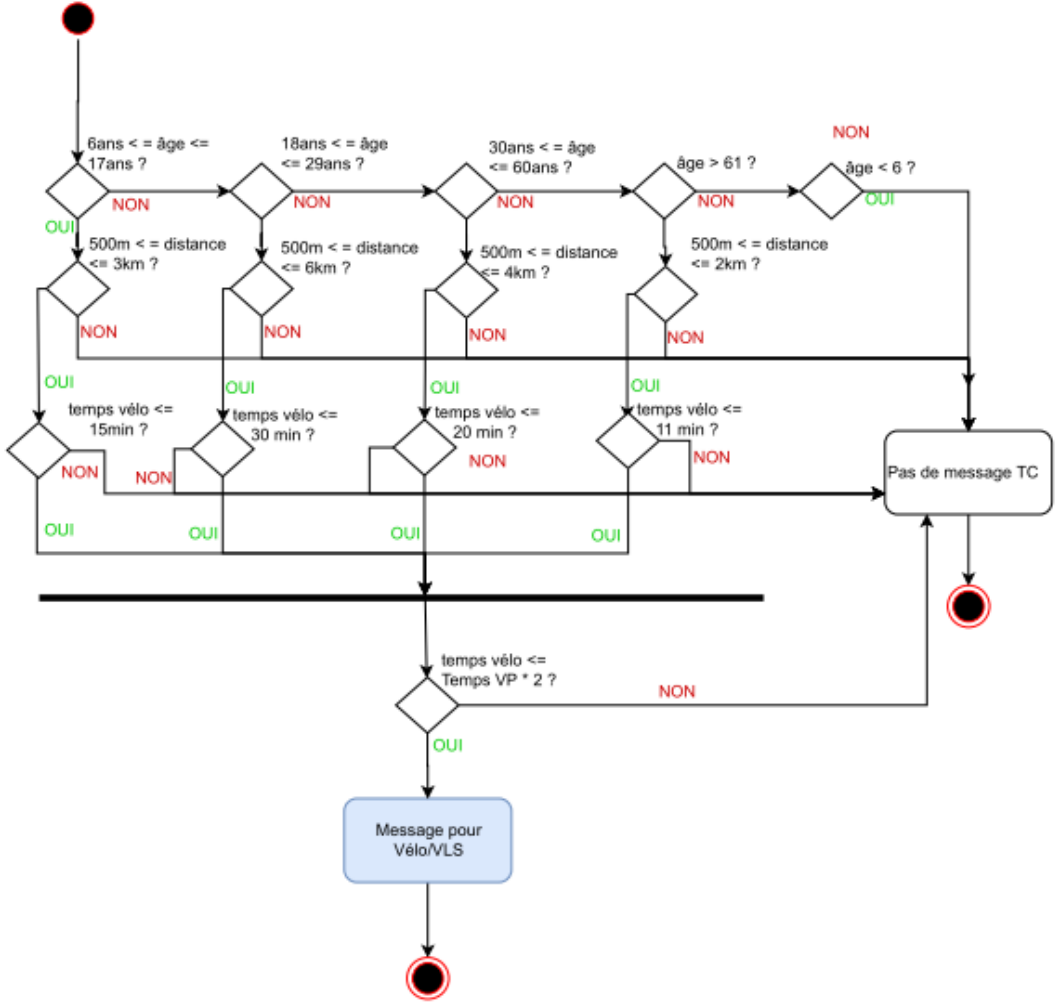 NON
6ans < = âge <=
17ans ?
18ans < = âge
<= 29ans ?
30ans < = âge
<= 60ans ?
âge > 61 ?
âge < 6 ?
NON
NON
NON
NON
OUI
OUI
500m < = distance
<= 3km ?
500m < = distance
<= 6km ?
500m < = distance
<= 4km ?
500m < = distance
<= 2km ?
NON
NON
NON
NON
OUI
OUI
OUI
OUI
temps vélo <=
15min ?
temps vélo <=
30 min ?
temps vélo <=
20 min ?
temps vélo <=
11 min ?
NON
NON
NON
NON
Pas de message TC
OUI
OUI
OUI
OUI
temps vélo <=
Temps VP * 2 ?
NON
OUI
Message pour
Vélo/VLS